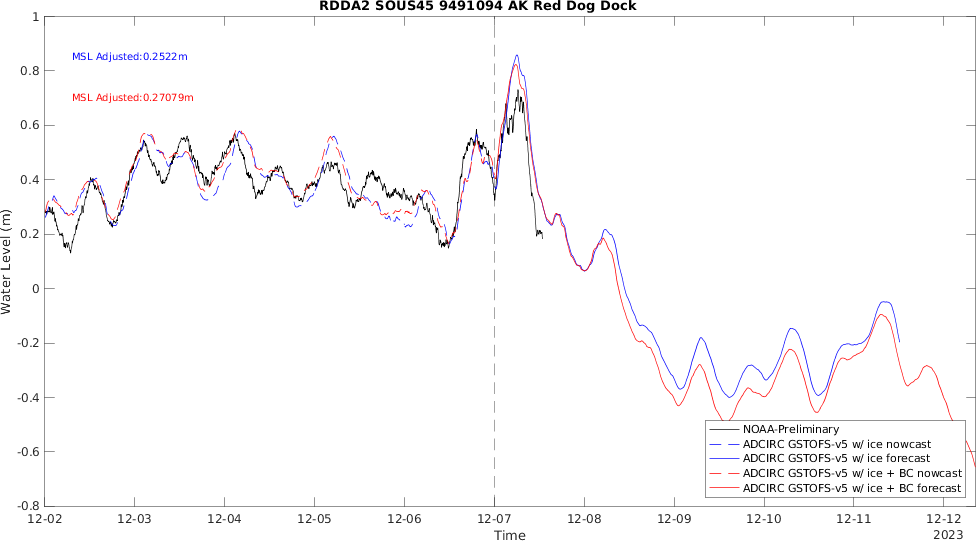 RDDA2 SOUS45 9491094 AK Red Dog Dock
MSL Adjusted:0.2522m
MSL Adjusted:0.27079m
Water Level (m)
1
0.8
0.6
0.4
0.2
0
-0.2
-0.4
-0.6
-0.8
NOAA-Preliminary
ADCIRC GSTOFS-v5 w/ ice nowcast
ADCIRC GSTOFS-v5 w/ ice forecast
ADCIRC GSTOFS-v5 w/ ice + BC nowcast
ADCIRC GSTOFS-v5 w/ ice + BC forecast
12-02 12-03 12-04 12-05 12-06 12-07 12-08 12-09 12-10 12-11 12-12
Time
2023